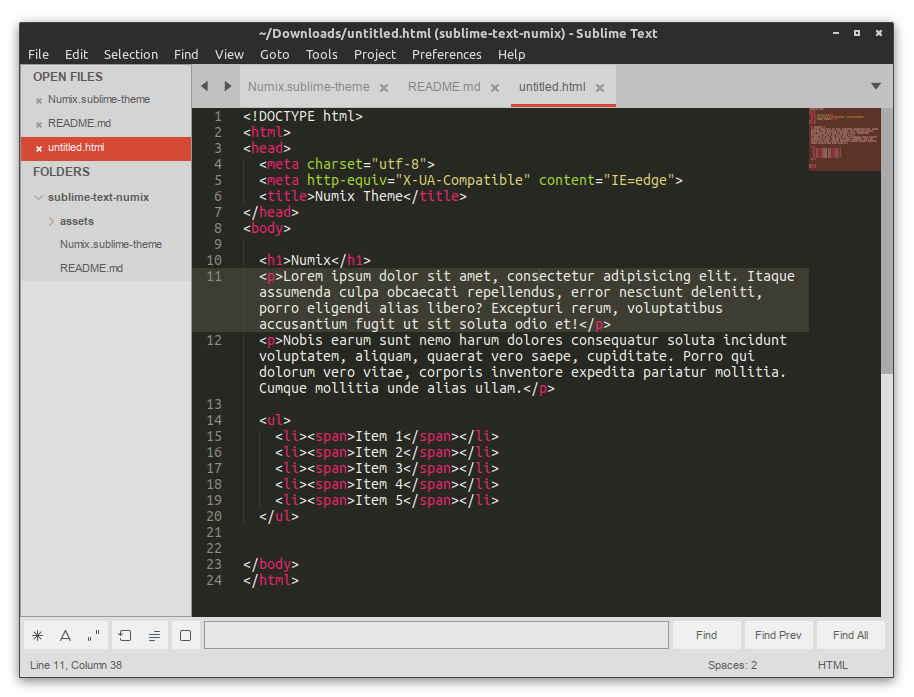 ~/Downloads/untitled.html (sublime-text-numix) - Sublime Text
File Edit Selection Find View Goto Tools Project Preferences Help
OPEN FILES
Numix.sublime-theme
README.md
untitled.html
FOLDERS
sublime-text-numix
assets
Numix.sublime-theme
README.md
Numix.sublime-theme README.md untitled.html
1 <!DOCTYPE html>
2 <html>
3 <head>
4 <meta charset="utf-8">
5 <meta http-equiv="X-UA-Compatible" content="IE=edge">
6 <title>Numix Theme</title>
7 </head>
8 <body>
9
10 <h1>Numix</h1>
11 <p>Lorem ipsum dolor sit amet, consectetur adipisicing elit. Itaque
assumenda culpa obcaecati repellendus, error nesciunt deleniti,
porro eligendi alias libero? Excepturi rerum, voluptatibus
accusantium fugit ut sit soluta odio et!</p>
12 <p>Nobis earum sunt nemo harum dolores consequatur soluta incidunt
voluptatem, aliquam, quaerat vero saepe, cupiditate. Porro qui
dolorum vero vitae, corporis inventore expedita pariatur mollitia.
Cumque mollitia unde alias ullam.</p>
13
14 <ul>
15 <li><span>Item 1</span></li>
16 <li><span>Item 2</span></li>
17 <li><span>Item 3</span></li>
18 <li><span>Item 4</span></li>
19 <li><span>Item 5</span></li>
20 </ul>
21
22
23 </body>
24 </html>
Find Find Prev Find All
Line 11, Column 38 Spaces: 2 HTML